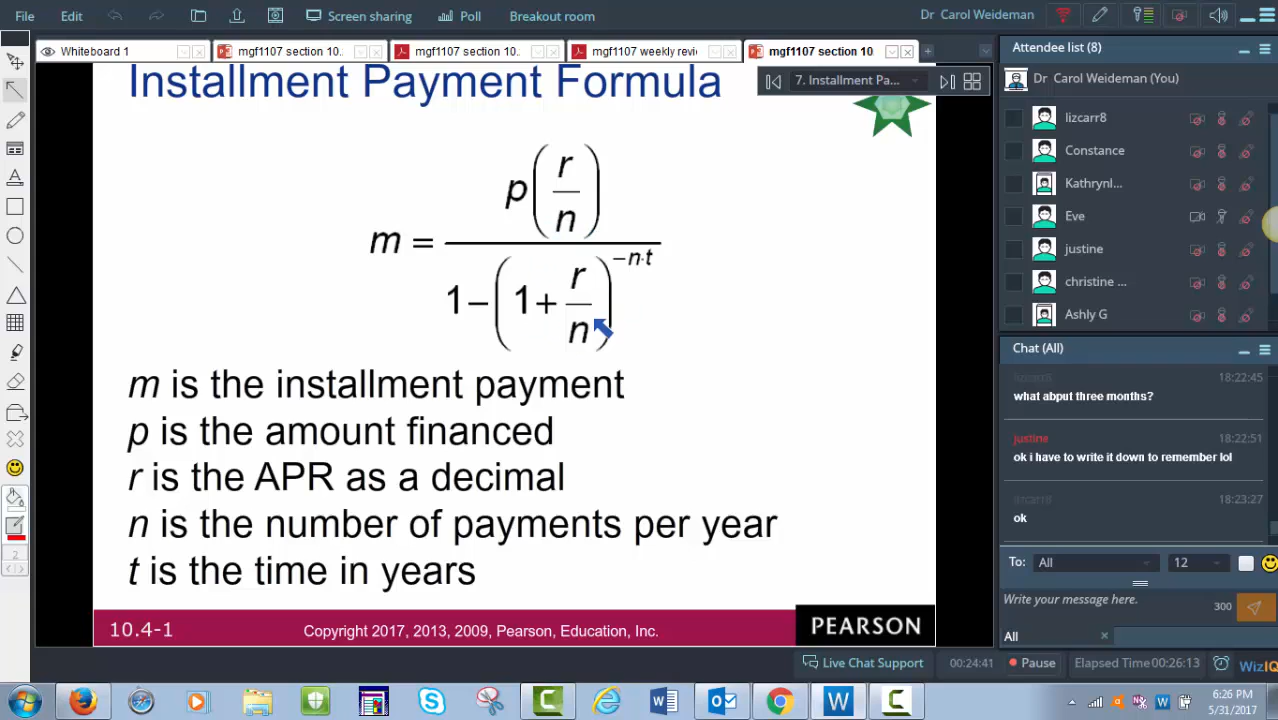 File Edit Screen sharing Poll Breakout room Dr Carol Weideman
Whiteboard 1 mgf1107 section 10.. mgf1107 section 10.. mgf1107 weekly revi mgf1107 section 10
7. Installment Pa...
Installment Payment Formula
m = p(r/n) / 1−(1+r/n)^−n·t
m is the installment payment
p is the amount financed
r is the APR as a decimal
n is the number of payments per year
t is the time in years
10.4-1 Copyright 2017, 2013, 2009, Pearson, Education, Inc. PEARSON
2
Attendee list (8)
Dr Carol Weideman (You)
lizcarr8
Constance
Kathrynl...
Eve
justine
christine ...
Ashly G
Chat (All)
lizcarr8 18:22:45
what abput three months?
justine 18:22:51
ok i have to write it down to remember lol
18:23:27
ok
To: All 12
Write your message here. 300
All
Live Chat Support 00:24:41 Pause Elapsed Time 00:26:13 WizIQ
6:26 PM
5/31/2017